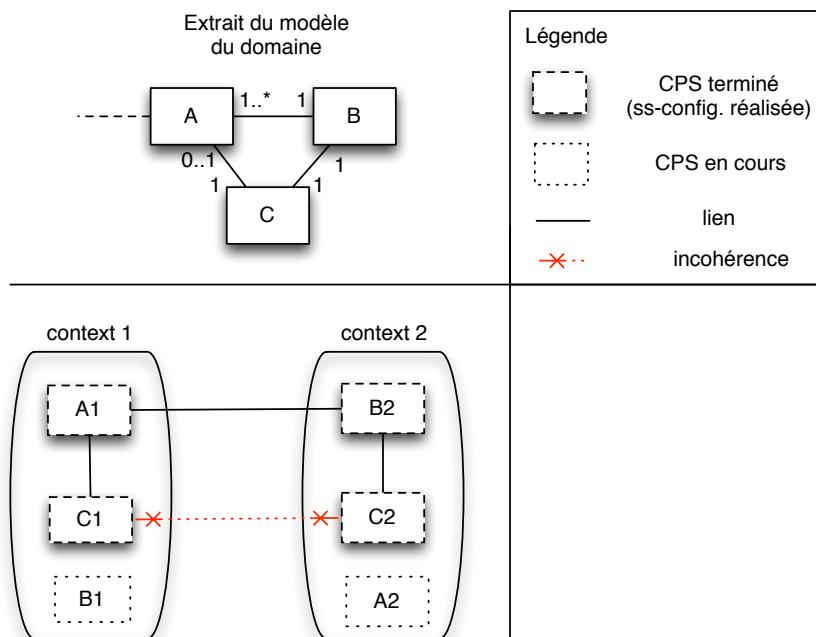 Extrait du modèle
du domaine
A
1..*
1
B
0..1
1
1
1
C
Légende
CPS terminé
(ss-config. réalisée)
CPS en cours
lien
incohérence
context 1
context 2
A1
B2
C1
C2
B1
A2